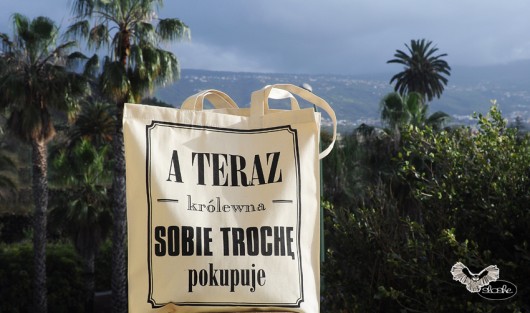 A TERAZ
królewna
SOBIE TROCHĘ
pokupuje